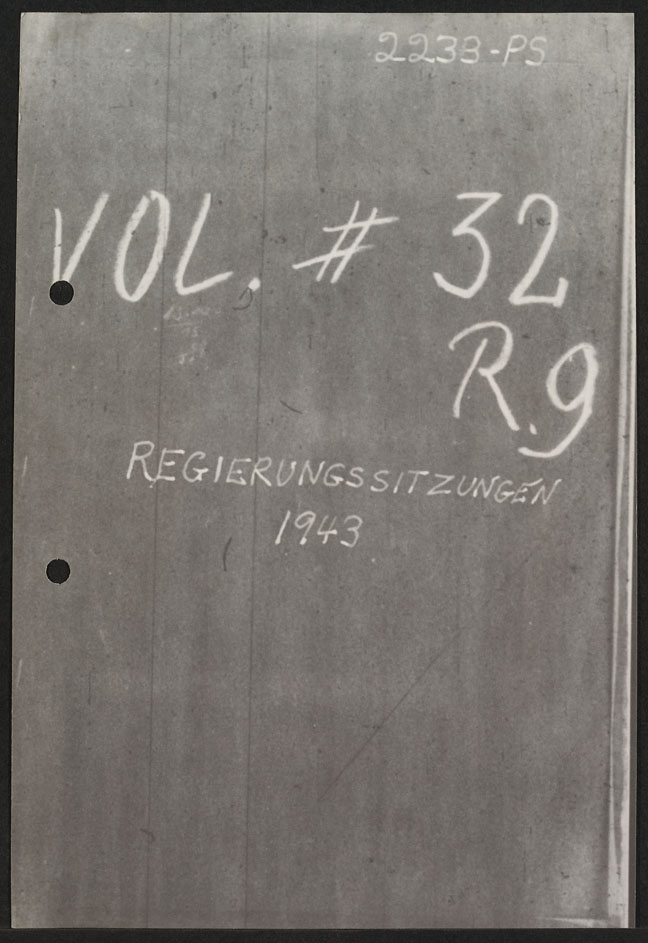 2233-PS
VOL. # 32
R.9
REGIERUNGSSITZUNGEN
1943